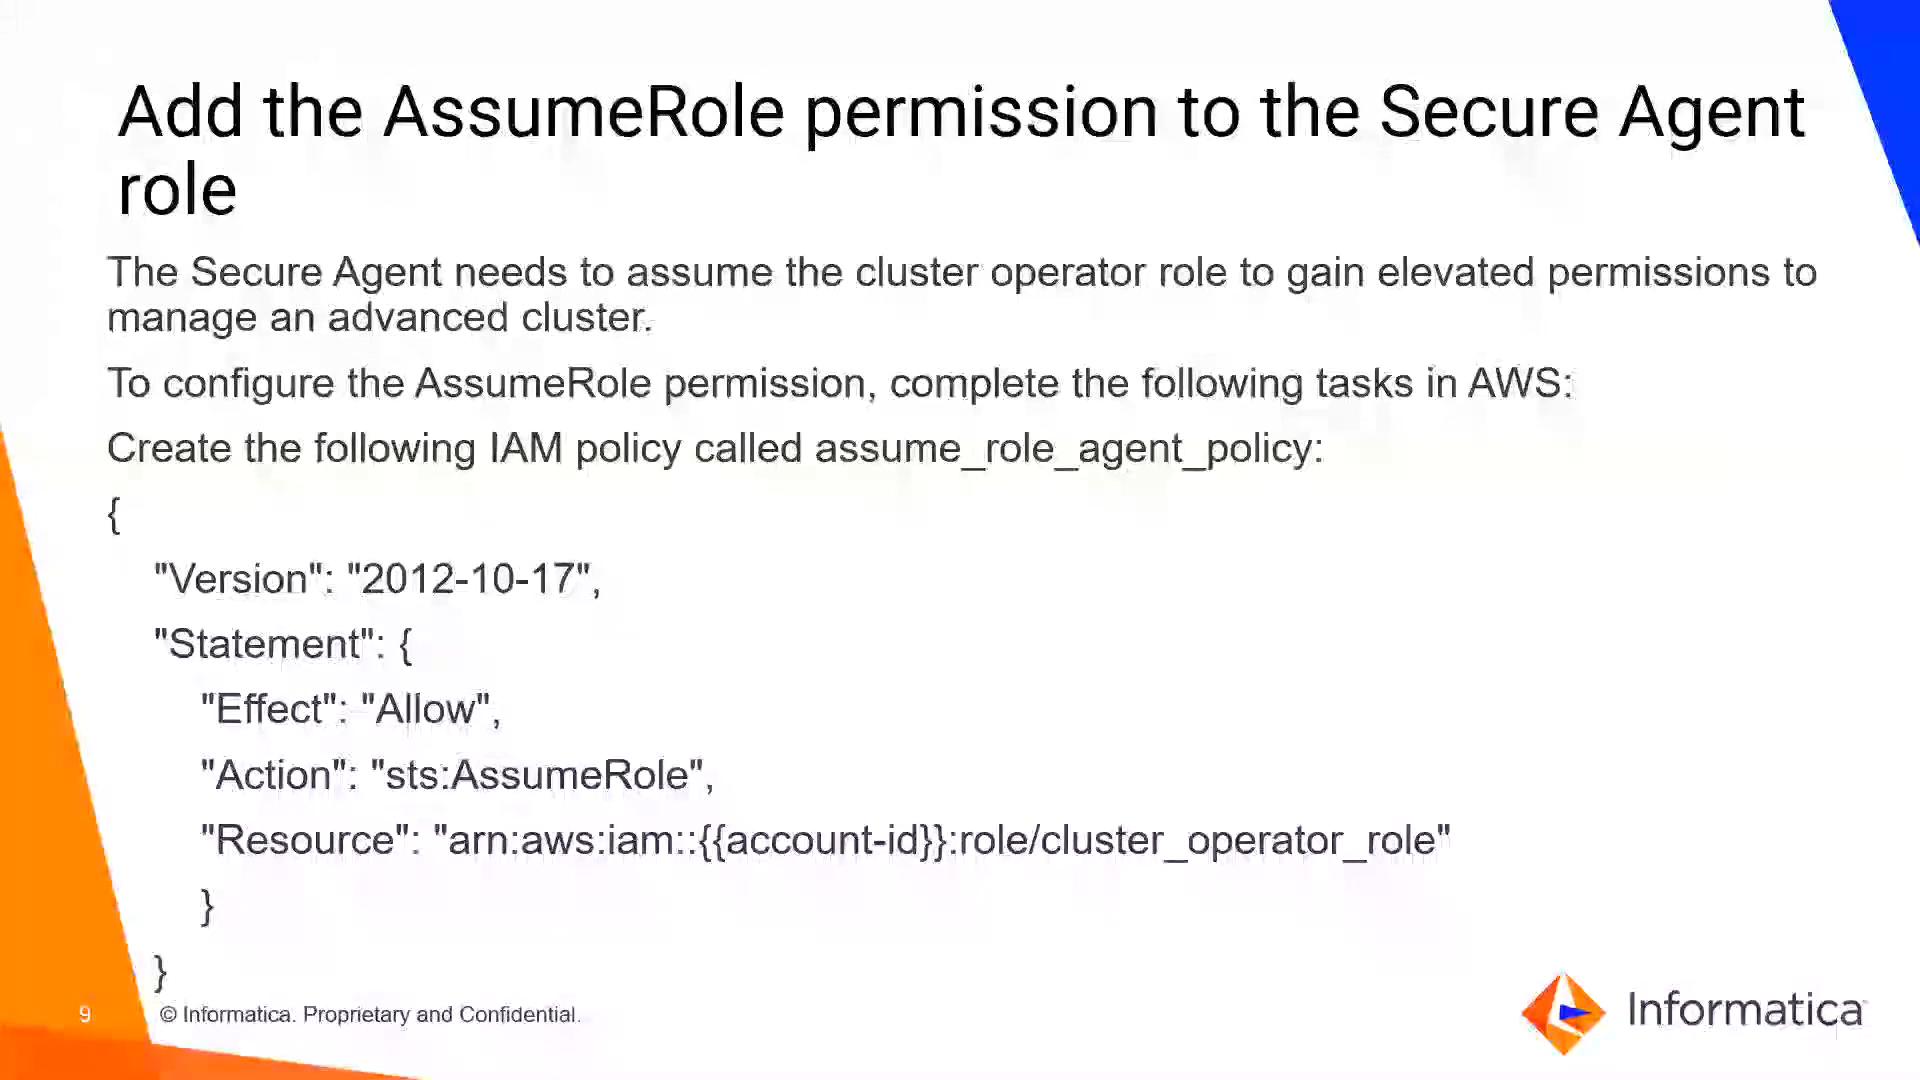 Add the AssumeRole permission to the Secure Agent
role
The Secure Agent needs to assume the cluster operator role to gain elevated permissions to
manage an advanced cluster.
To configure the AssumeRole permission, complete the following tasks in AWS:
Create the following IAM policy called assume_role_agent_policy:
{
"Version": "2012-10-17",
"Statement": {
"Effect": "Allow",
"Action": "sts:AssumeRole",
"Resource": "arn:aws:iam::{{account-id}}:role/cluster_operator_role"
}
}
9 © Informatica. Proprietary and Confidential.
Informatica